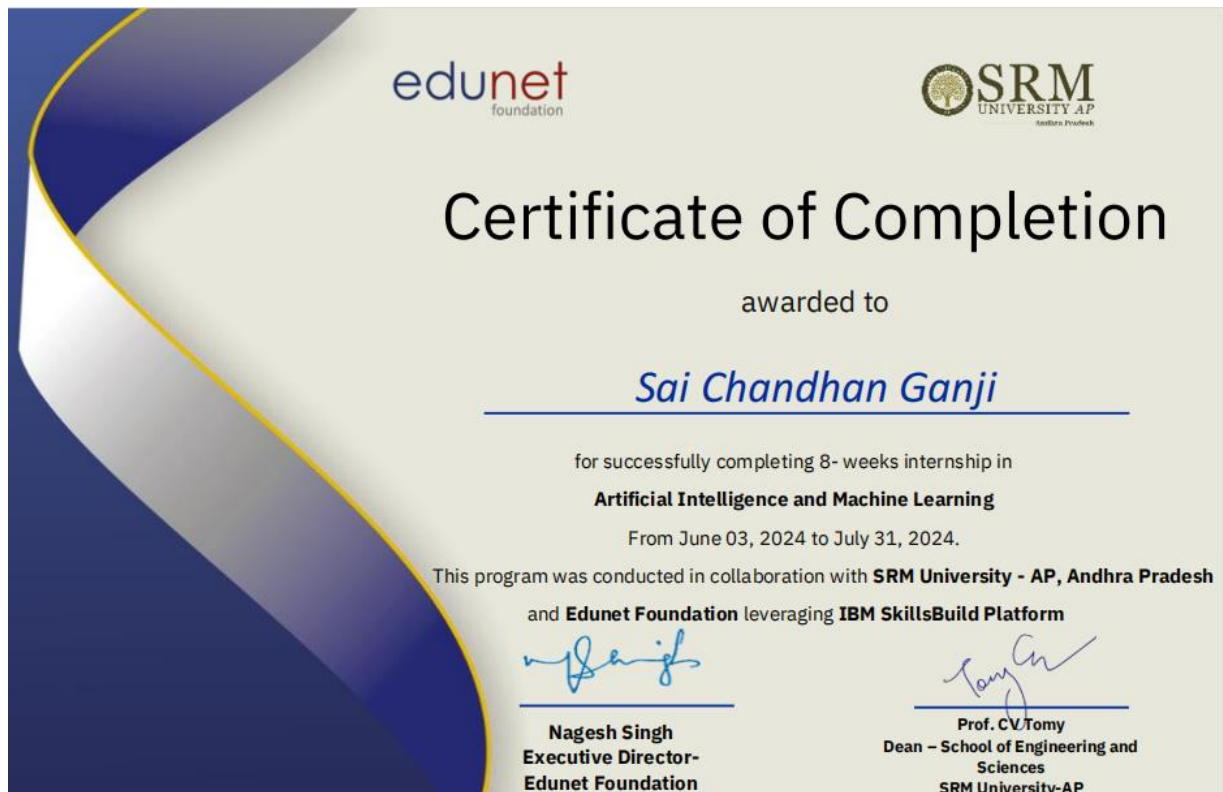 edunet
foundation
SRM
UNIVERSITY AP
Andhra Pradesh
Certificate of Completion
awarded to
Sai Chandhan Ganji
for successfully completing 8- weeks internship in
Artificial Intelligence and Machine Learning
From June 03, 2024 to July 31, 2024.
This program was conducted in collaboration with SRM University - AP, Andhra Pradesh
and Edunet Foundation leveraging IBM SkillsBuild Platform
Nagesh Singh
Executive Director-
Edunet Foundation
Prof. CV Tomy
Dean – School of Engineering and
Sciences
SRM University-AP